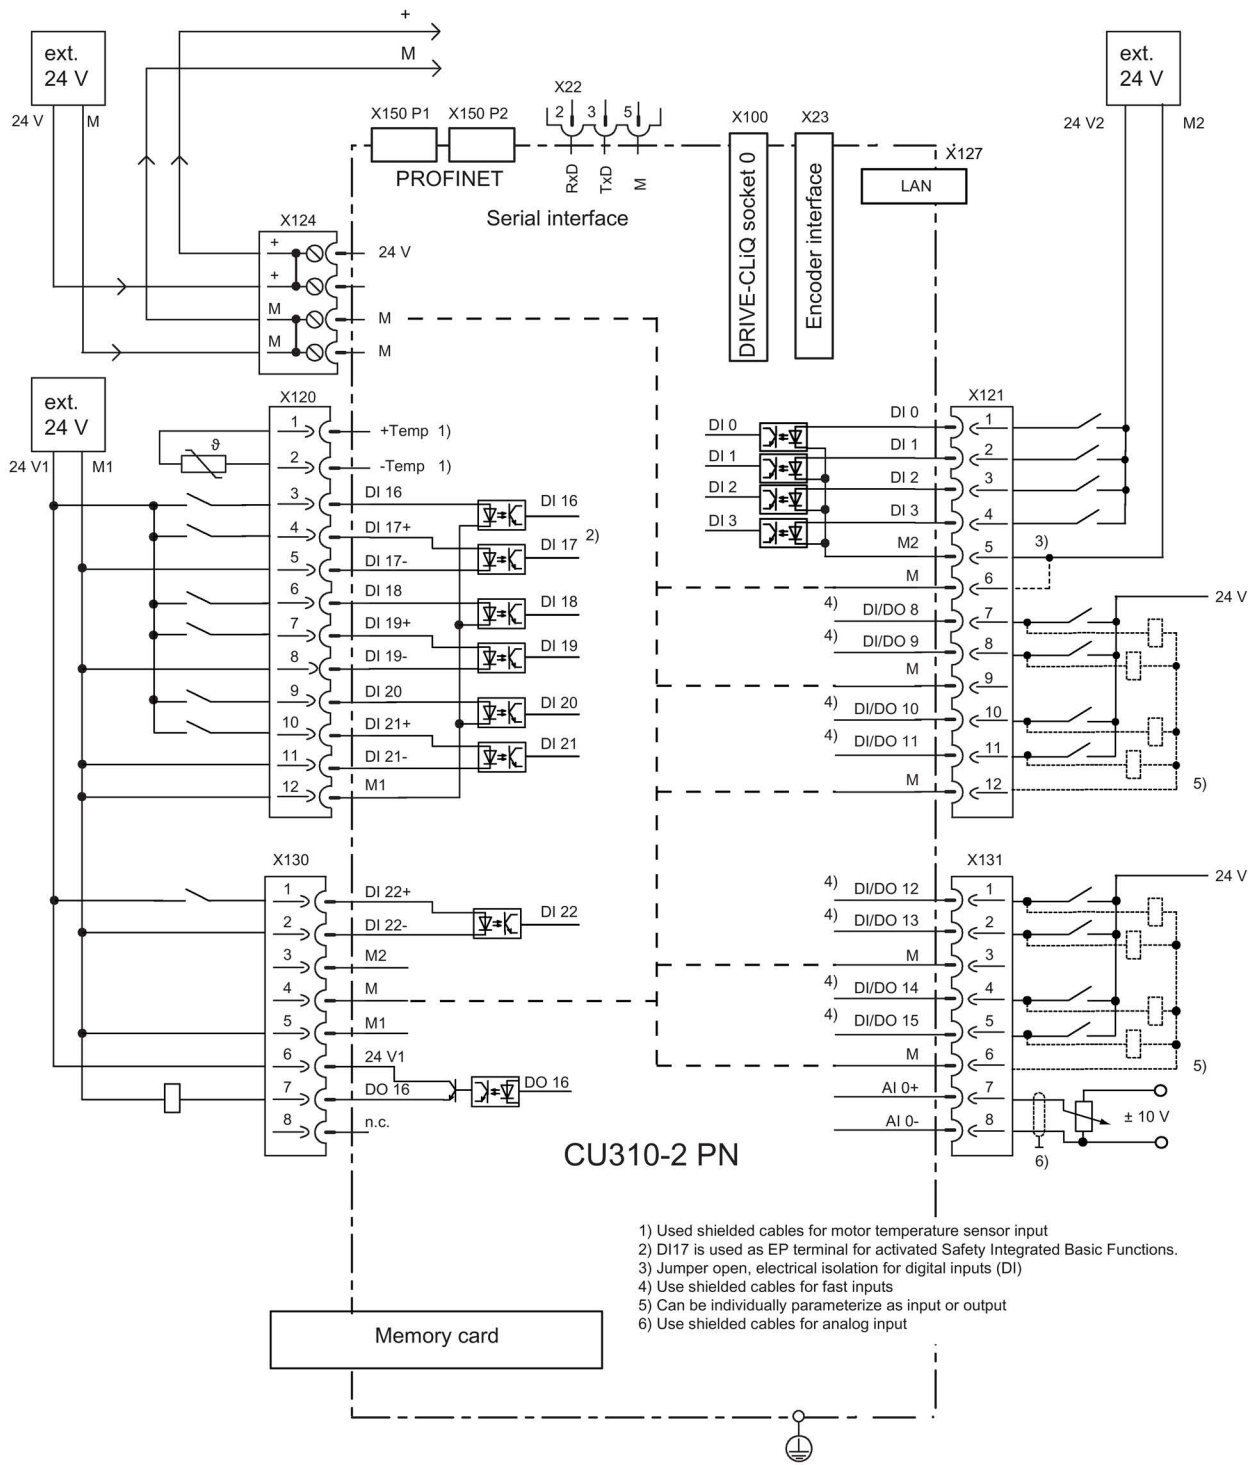 +
M
ext.
24 V
24 V
M
X150 P1
X150 P2
PROFINET
X22
2
3
5
RxD
TxD
M
Serial interface
X100
DRIVE-CLiQ socket 0
X23
Encoder interface
X127
LAN
ext.
24 V
24 V2
M2
X124
+
24 V
+
M
M
M
M
ext.
24 V
24 V1
M1
X120
1
+Temp 1)
ϑ
2
-Temp 1)
3
DI 16
DI 16
4
DI 17+
DI 17
2)
5
DI 17-
6
DI 18
DI 18
7
DI 19+
DI 19
8
DI 19-
9
DI 20
DI 20
10
DI 21+
DI 21
11
DI 21-
12
M1
X121
DI 0
DI 0
1
DI 1
DI 1
2
DI 2
DI 2
3
DI 3
DI 3
4
M2
5
3)
M
6
24 V
4)
DI/DO 8
7
4)
DI/DO 9
8
M
9
4)
DI/DO 10
10
4)
DI/DO 11
11
M
12
5)
X130
1
DI 22+
DI 22
2
DI 22-
3
M2
4
M
5
M1
6
24 V1
7
DO 16
DO 16
8
n.c.
X131
24 V
4)
DI/DO 12
1
4)
DI/DO 13
2
M
3
4)
DI/DO 14
4
4)
DI/DO 15
5
M
6
5)
AI 0+
7
± 10 V
AI 0-
8
6)
CU310-2 PN
1) Used shielded cables for motor temperature sensor input
2) DI17 is used as EP terminal for activated Safety Integrated Basic Functions.
3) Jumper open, electrical isolation for digital inputs (DI)
4) Use shielded cables for fast inputs
5) Can be individually parameterize as input or output
6) Use shielded cables for analog input
Memory card